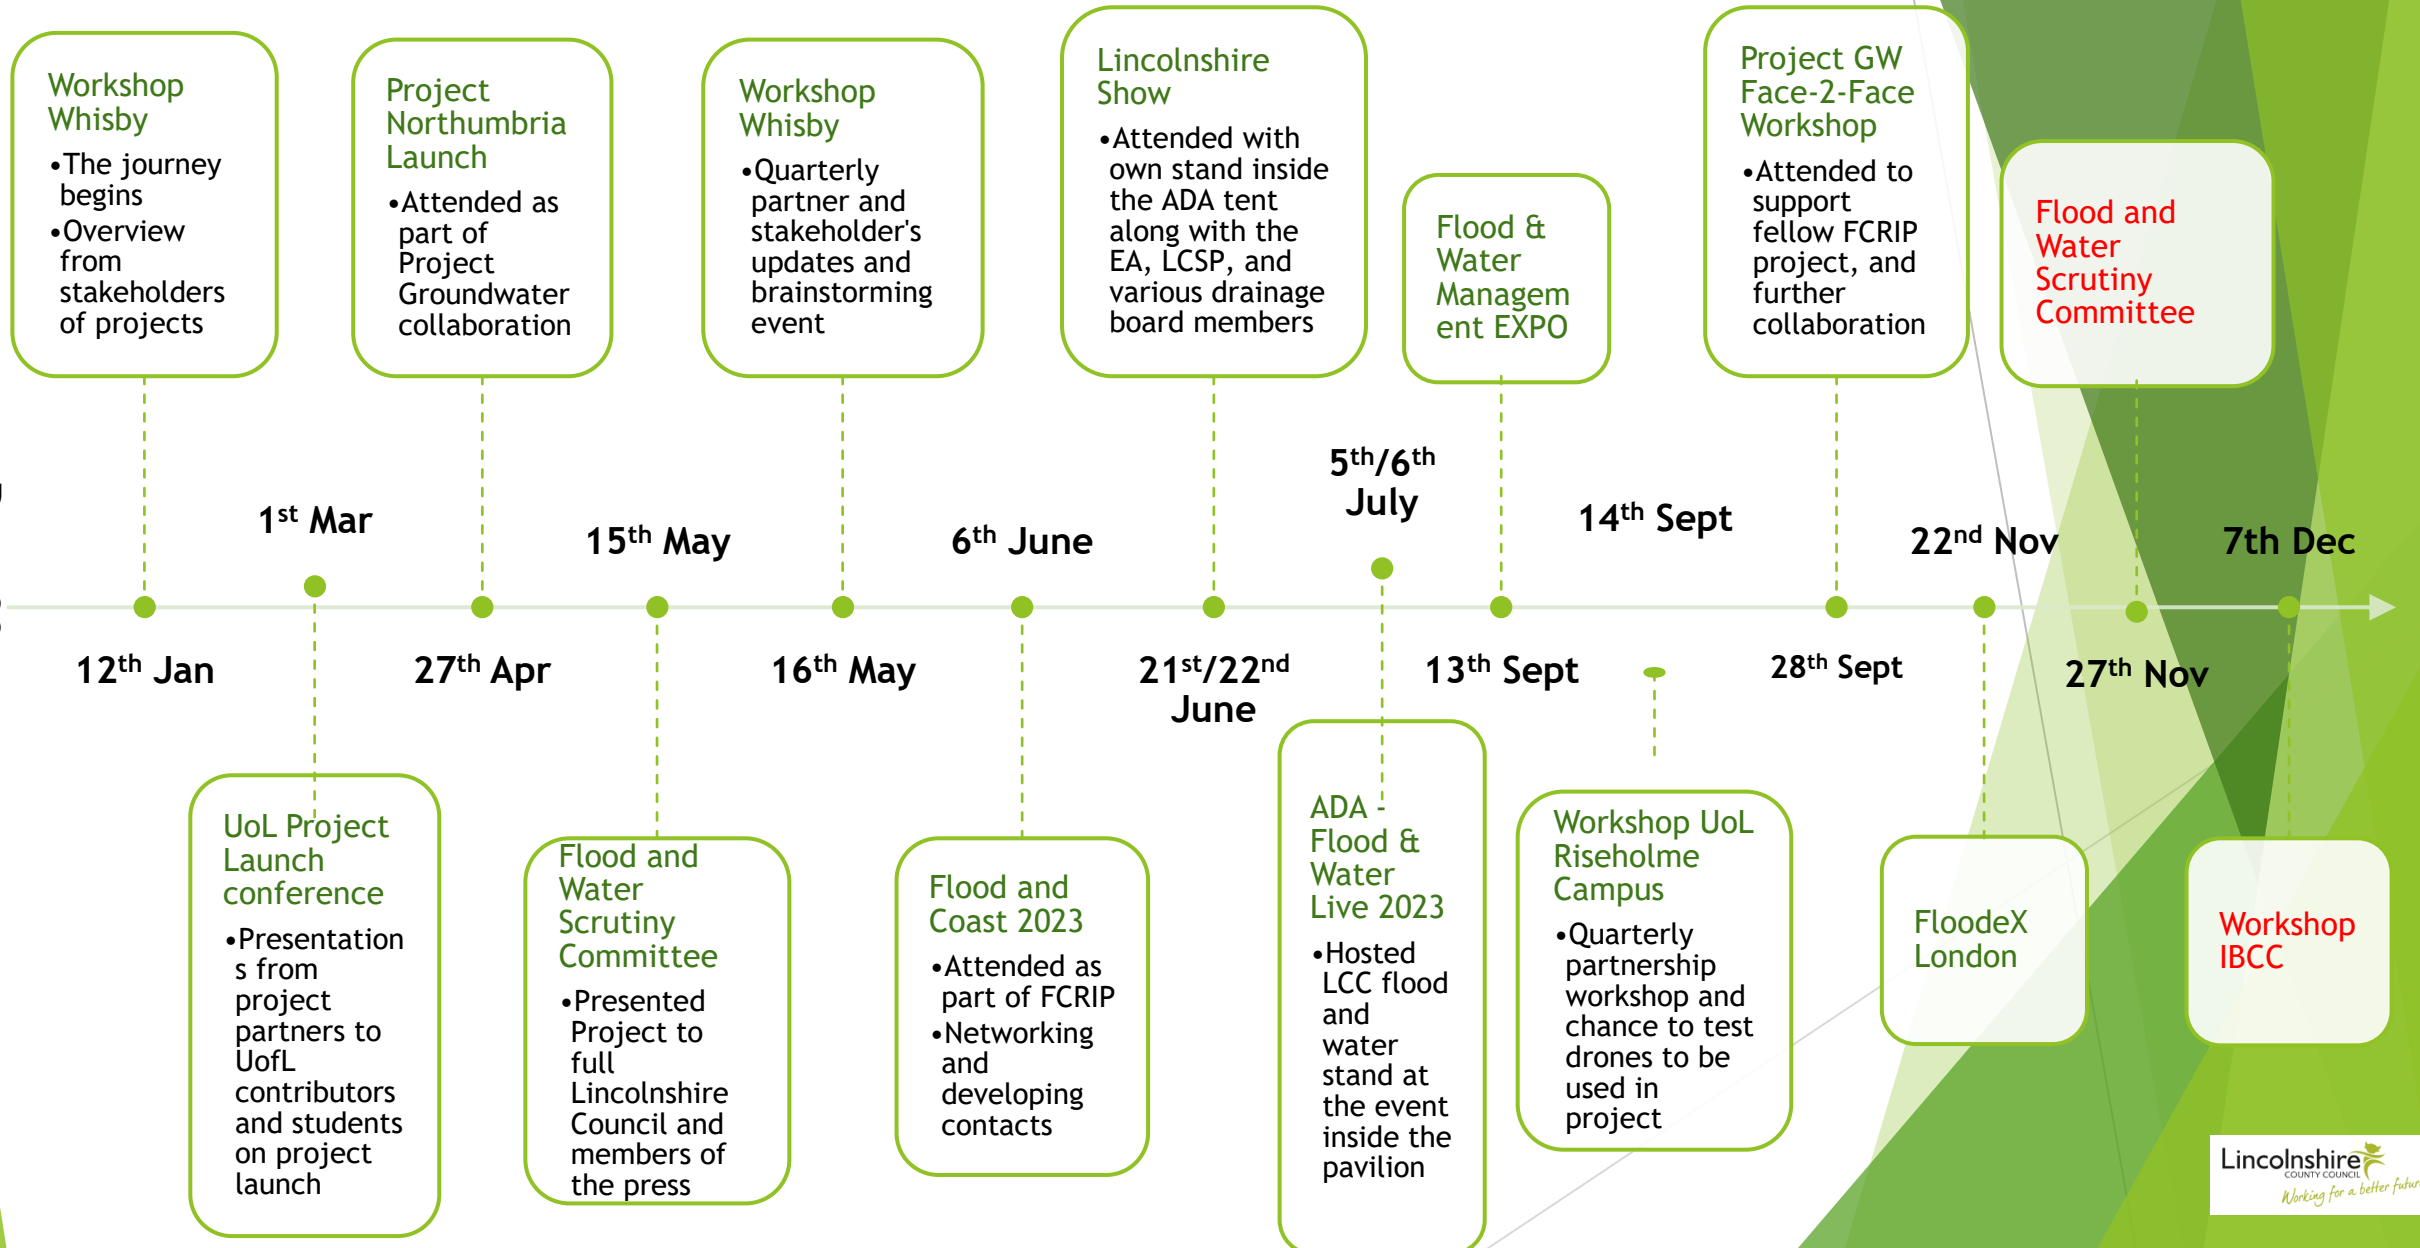 Workshop
Whisby
•The journey
begins
•Overview
from
stakeholders
of projects
Project
Northumbria
Launch
•Attended as
part of
Project
Groundwater
collaboration
Workshop
Whisby
•Quarterly
partner and
stakeholder's
updates and
brainstorming
event
Lincolnshire
Show
•Attended with
own stand inside
the ADA tent
along with the
EA, LCSP, and
various drainage
board members
Flood &
Water
Managem
ent EXPO
Project GW
Face-2-Face
Workshop
•Attended to
support
fellow FCRIP
project, and
further
collaboration
Flood and
Water
Scrutiny
Committee
1st Mar
15th May
6th June
5th/6th
July
14th Sept
22nd Nov
7th Dec
12th Jan
27th Apr
16th May
21st/22nd
June
13th Sept
28th Sept
27th Nov
UoL Project
Launch
conference
•Presentation
s from
project
partners to
UofL
contributors
and students
on project
launch
Flood and
Water
Scrutiny
Committee
•Presented
Project to
full
Lincolnshire
Council and
members of
the press
Flood and
Coast 2023
•Attended as
part of FCRIP
•Networking
and
developing
contacts
ADA -
Flood &
Water
Live 2023
•Hosted
LCC flood
and
water
stand at
the event
inside the
pavilion
Workshop UoL
Riseholme
Campus
•Quarterly
partnership
workshop and
chance to test
drones to be
used in
project
FloodeX
London
Workshop
IBCC
Lincolnshire
COUNTY COUNCIL
Working for a better futur